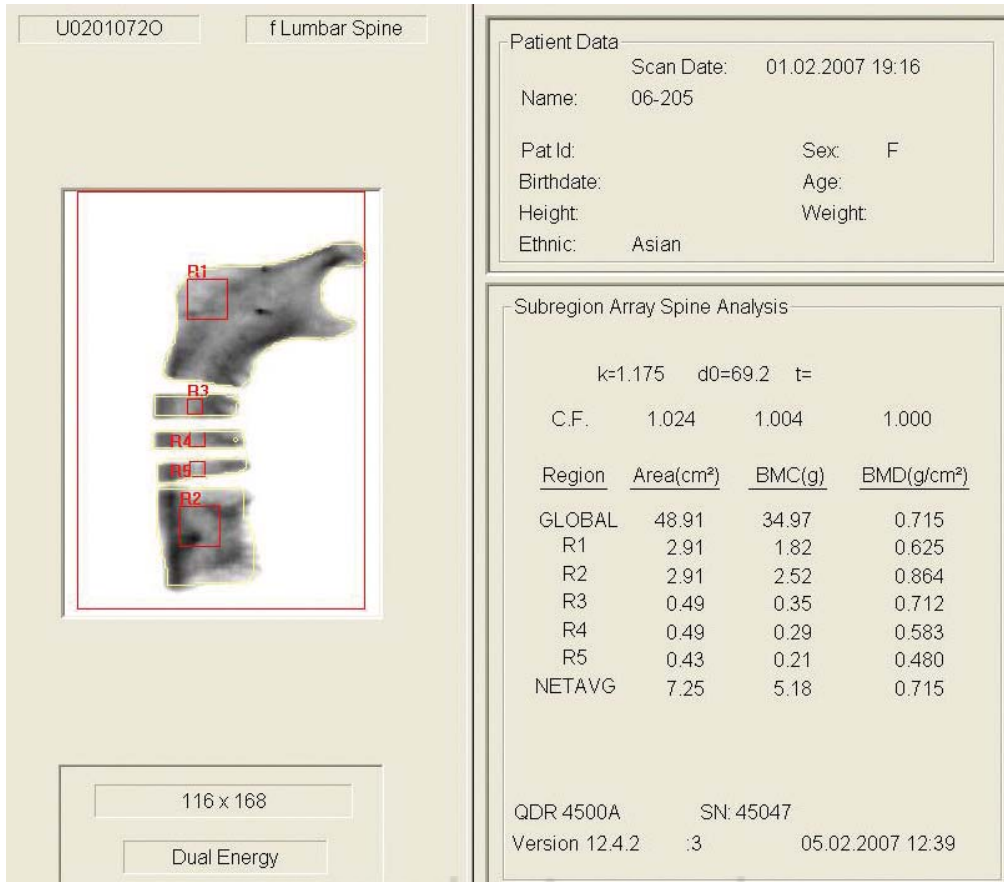 U0201072O
f Lumbar Spine
R1
R3
R4
R5
R2
116 x 168
Dual Energy
Patient Data
Scan Date: 01.02.2007 19:16
Name: 06-205
Pat Id: Sex: F
Birthdate: Age:
Height: Weight:
Ethnic: Asian
Subregion Array Spine Analysis
k=1.175 d0=69.2 t=
C.F. 1.024 1.004 1.000
Region Area(cm²) BMC(g) BMD(g/cm²)
GLOBAL 48.91 34.97 0.715
R1 2.91 1.82 0.625
R2 2.91 2.52 0.864
R3 0.49 0.35 0.712
R4 0.49 0.29 0.583
R5 0.43 0.21 0.480
NETAVG 7.25 5.18 0.715
QDR 4500A SN: 45047
Version 12.4.2 :3 05.02.2007 12:39